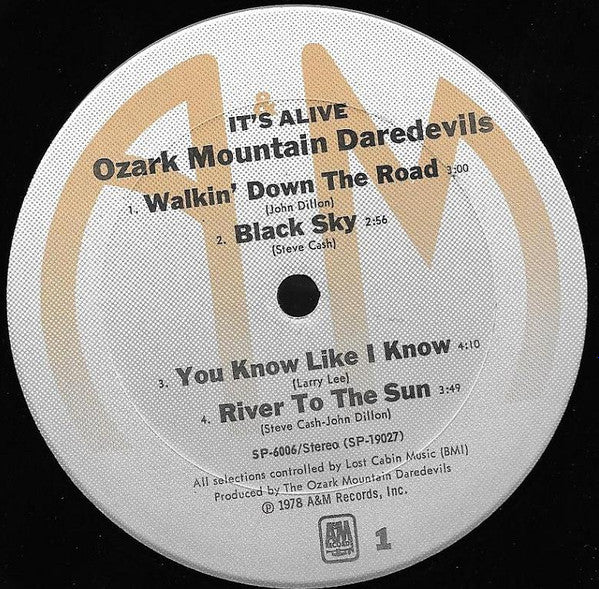 A&M
IT'S ALIVE
Ozark Mountain Daredevils
1. Walkin' Down The Road 3:00
(John Dillon)
2. Black Sky 2:56
(Steve Cash)
3. You Know Like I Know 4:10
(Larry Lee)
4. River To The Sun 3:49
(Steve Cash-John Dillon)
SP-6006/Stereo (SP-19027)
All selections controlled by Lost Cabin Music (BMI)
Produced by The Ozark Mountain Daredevils
℗ 1978 A&M Records, Inc.
A&M
RECORDS
1